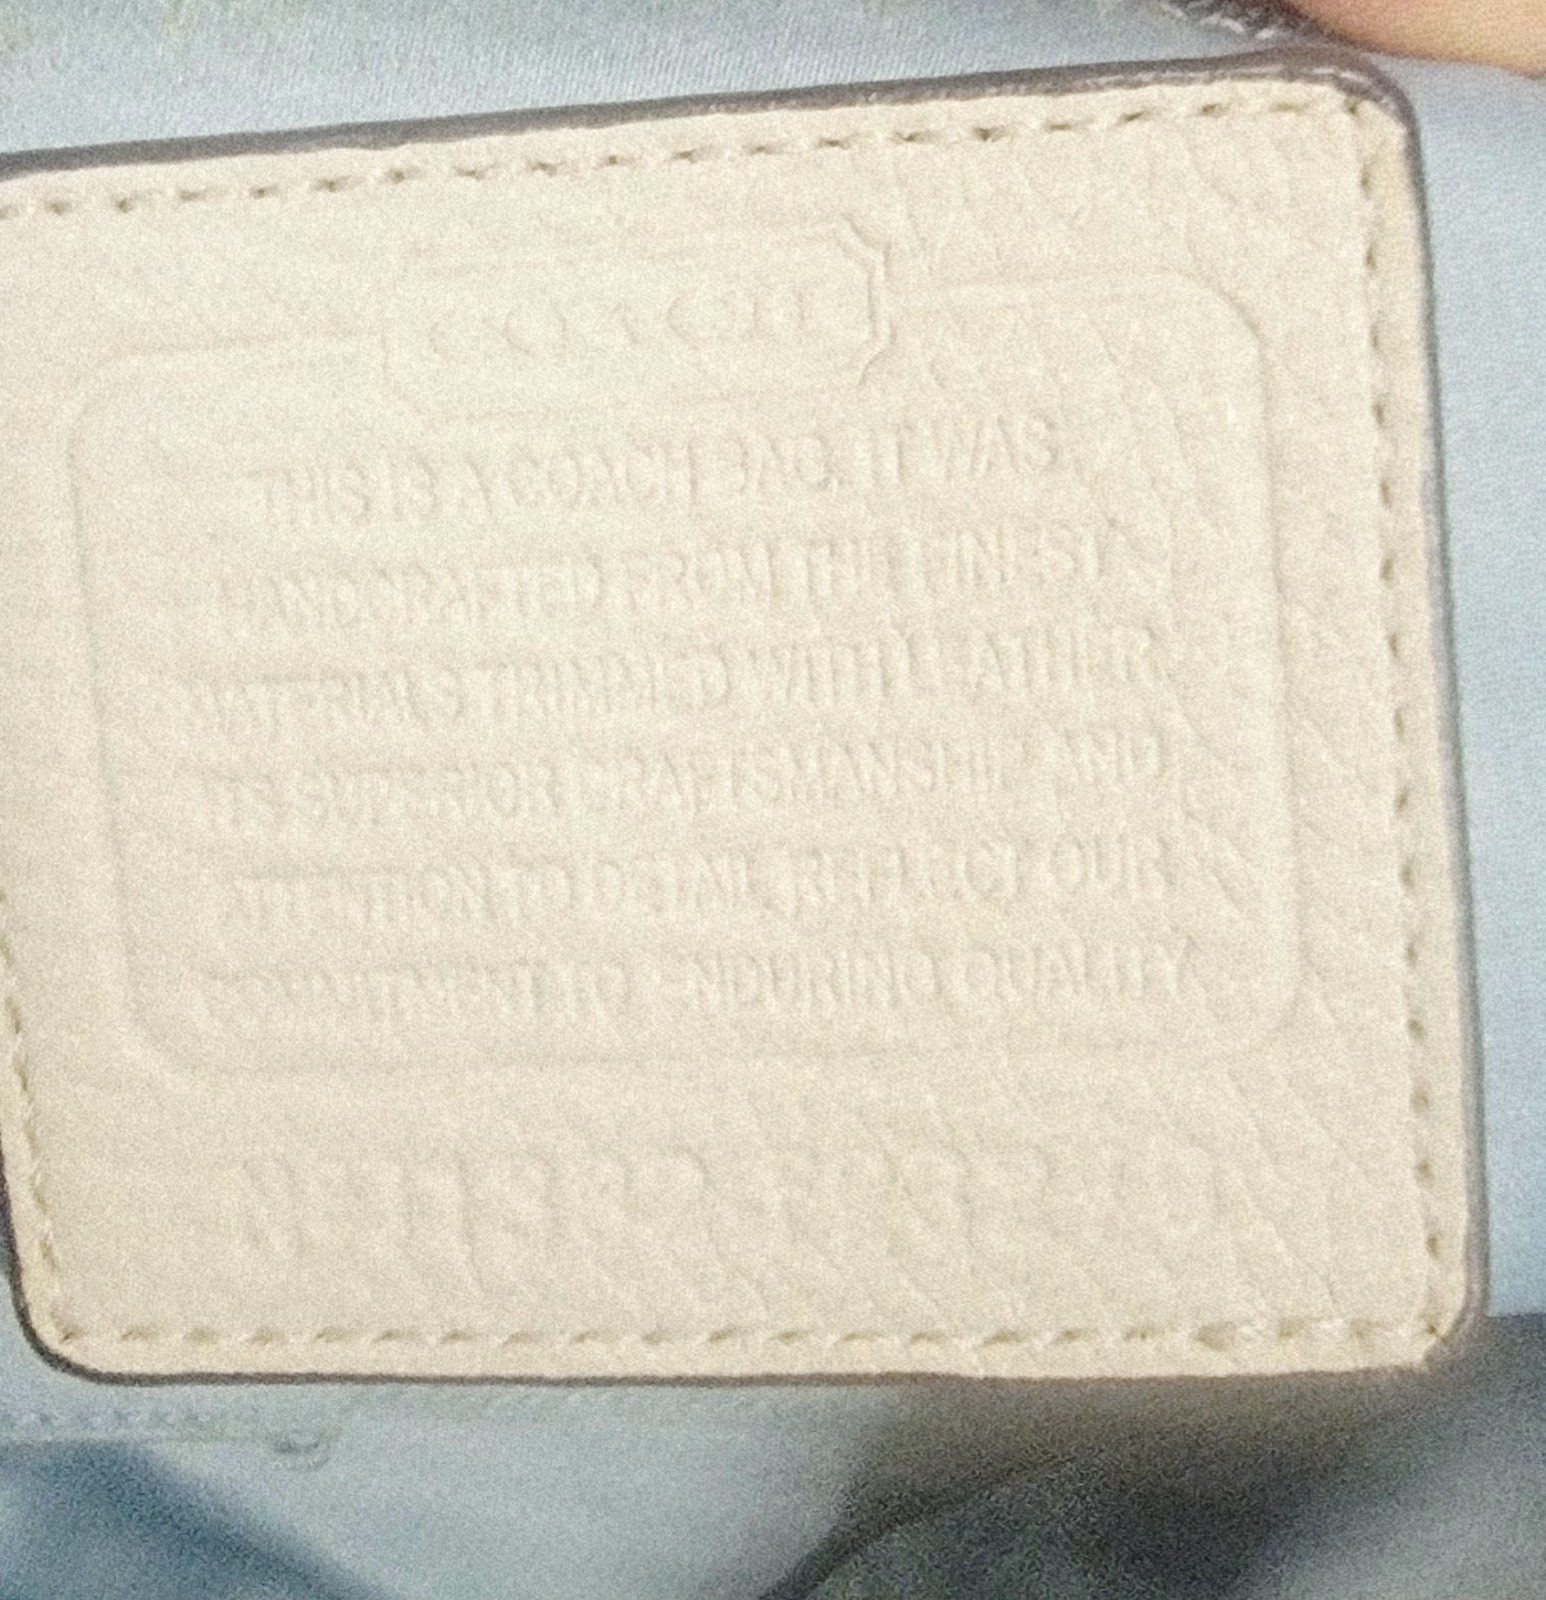 COACH
THIS IS A COACH BAG. IT WAS
HANDCRAFTED FROM THE FINEST
MATERIALS TRIMMED WITH LEATHER
ITS SUPERIOR CRAFTSMANSHIP AND
ATTENTION TO DETAIL REFLECT OUR
COMMITMENT TO ENDURING QUALITY